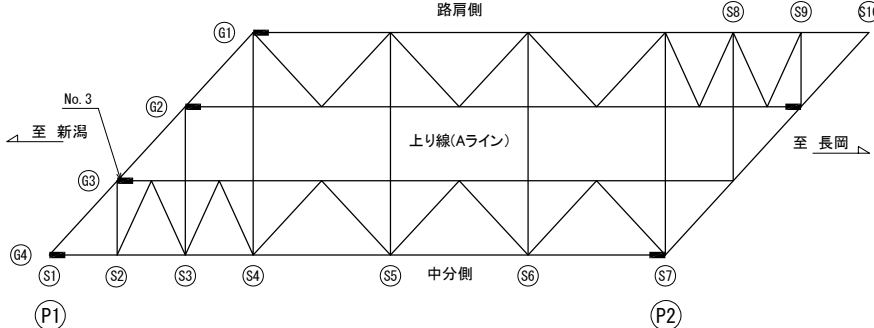 路肩側
S8
S9
S10
G1
No.3
G2
至 新潟
上り線(Aライン)
至 長岡
G3
G4
S1
S2
S3
S4
S5
中分側
S6
S7
P1
P2